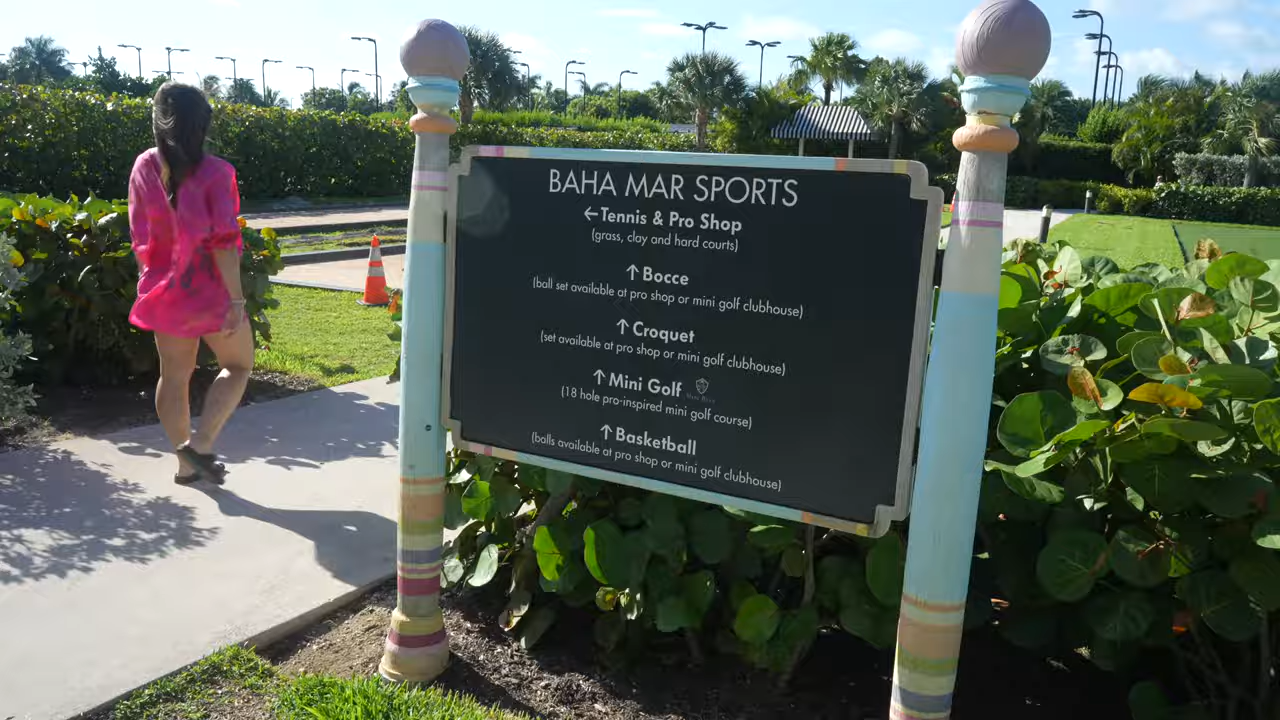 BAHA MAR SPORTS
←Tennis & Pro Shop
(grass, clay and hard courts)
↑Bocce
(ball set available at pro shop or mini golf clubhouse)
↑Croquet
(set available at pro shop or mini golf clubhouse)
↑Mini Golf
(18 hole pro-inspired mini golf course)
↑Basketball
(balls available at pro shop or mini golf clubhouse)